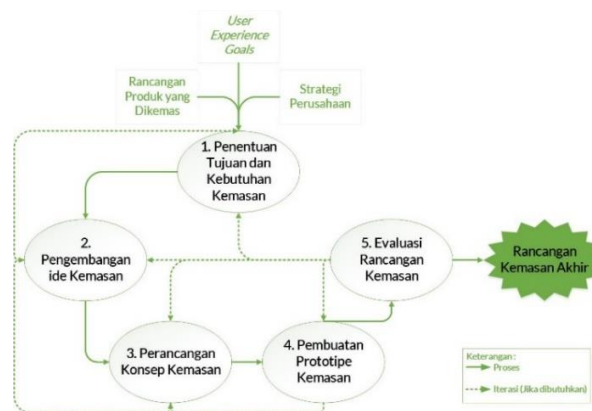 User Experience
Goals
Rancangan
Produk yang
Dikemas
Strategi
Perusahaan
1. Penentuan
Tujuan dan
Kebutuhan
Kemasan
2.
Pengembangan
ide Kemasan
5. Evaluasi
Rancangan
Kemasan
Rancangan
Kemasan Akhir
3. Perancangan
Konsep Kemasan
4. Pembuatan
Prototipe
Kemasan
Keterangan :
Proses
Iterasi (Jika dibutuhkan)